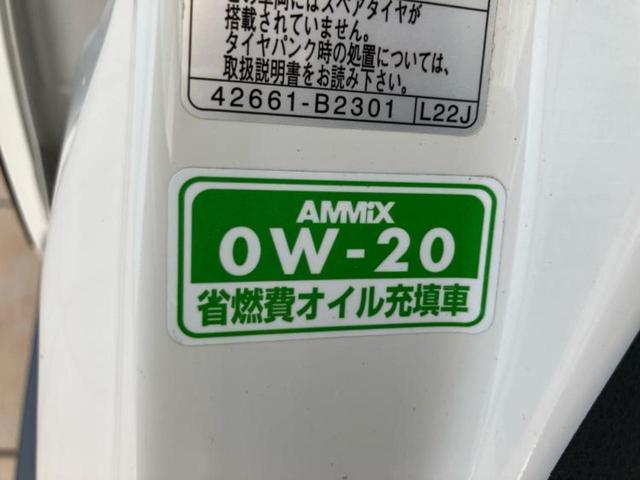 この車両にはスペアタイヤが
搭載されていません。
タイヤパンク時の処置については、
取扱説明書をお読み下さい。
42661-B2301 L22J
AMMiX
0W-20
省燃費オイル充填車